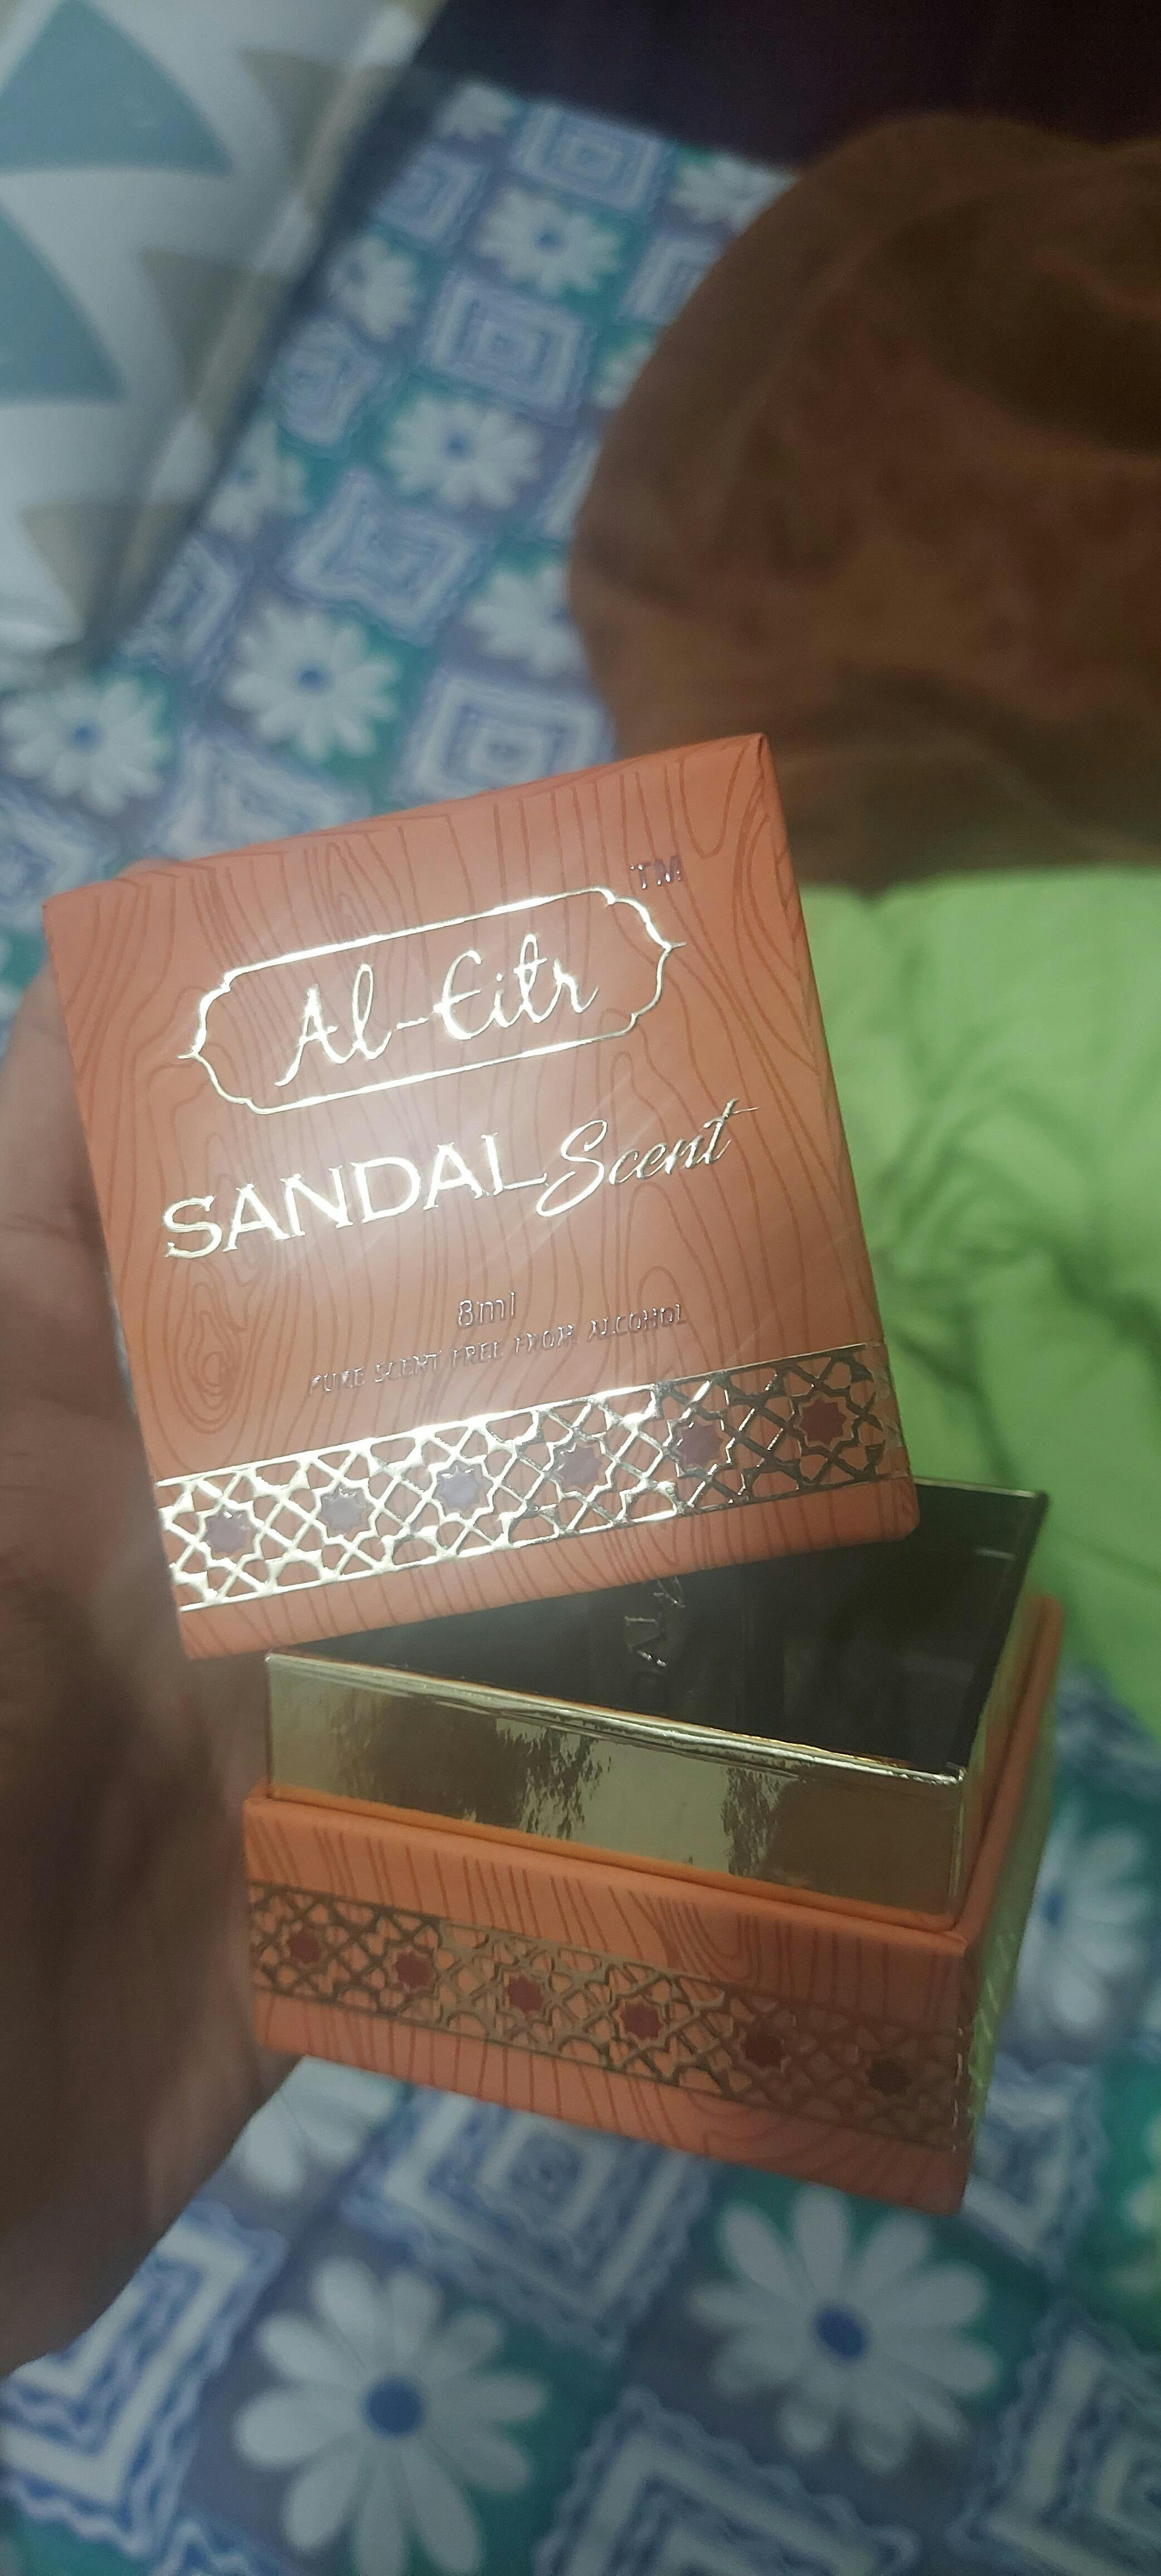 TM
Al-Eitr
SANDAL Scent
8ml
PURE SCENT FREE FROM ALCOHOL